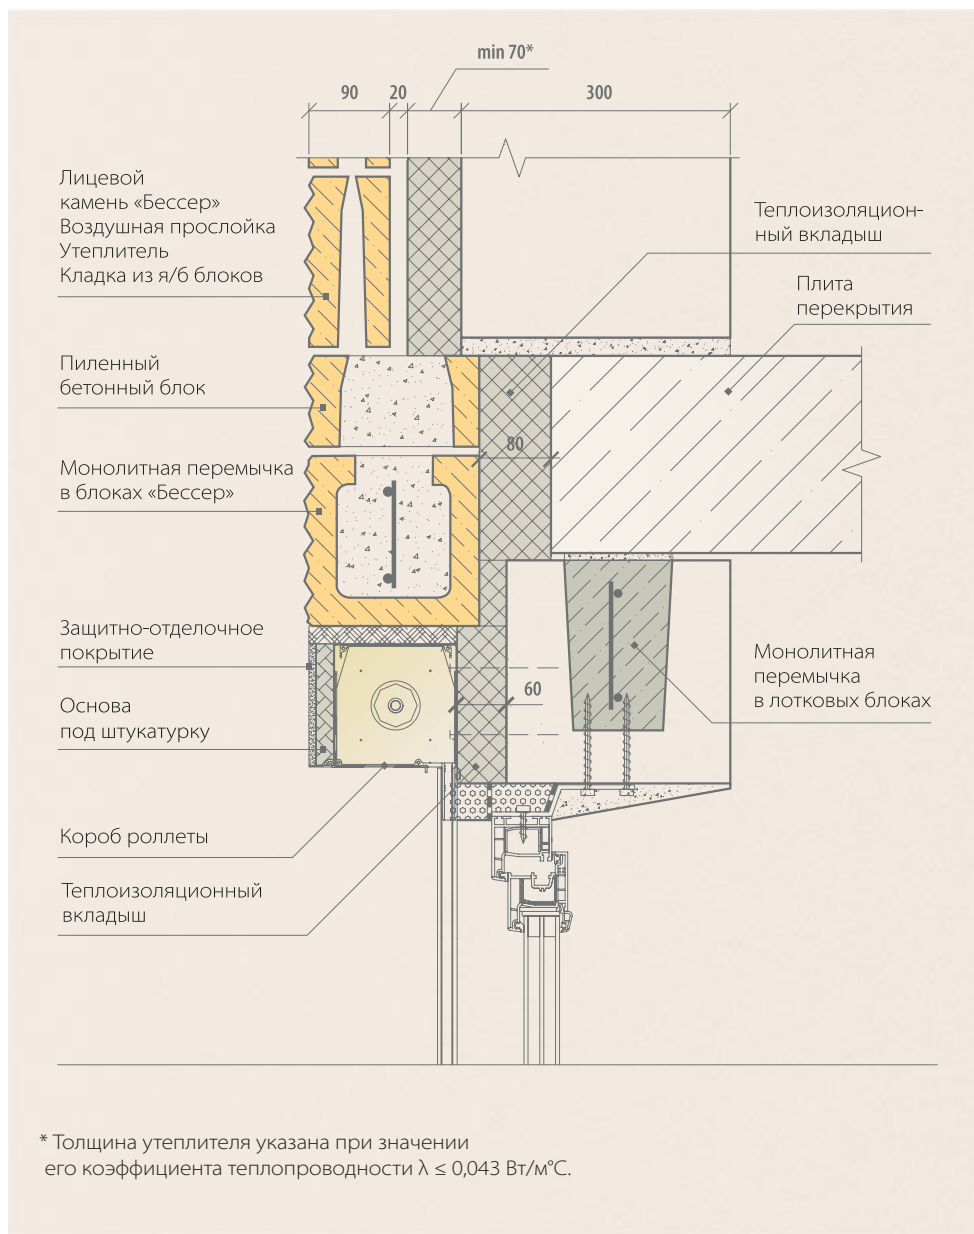 min 70*
90
20
300
Лицевой
камень «Бессер»
Воздушная прослойка
Утеплитель
Кладка из я/б блоков
Теплоизоляцион-
ный вкладыш
Плита
перекрытия
Пиленный
бетонный блок
80
Монолитная перемычка
в блоках «Бессер»
Защитно-отделочное
покрытие
Монолитная
перемычка
в лотковых блоках
60
Основа
под штукатурку
Короб роллеты
Теплоизоляционный
вкладыш
* Толщина утеплителя указана при значении
его коэффициента теплопроводности λ ≤ 0,043 Вт/м°С.